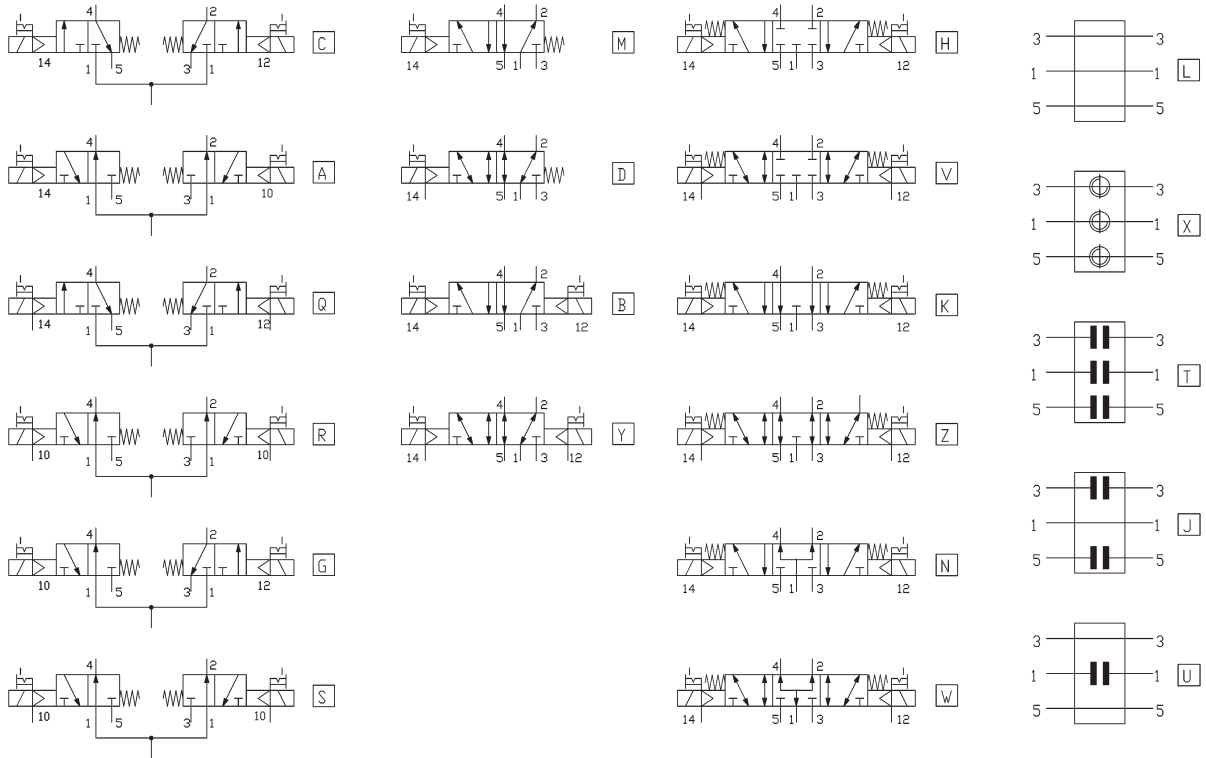 4 2
14 1 5 3 1 12 C
4 2
14 5 1 3 M
4 2
14 5 1 3 12 H
3 3
1 1 L
5 5
4 2
14 1 5 3 1 10 A
4 2
14 5 1 3 D
4 2
14 5 1 3 12 V
3 3
1 1 X
5 5
4 2
14 1 5 3 1 12 Q
4 2
14 5 1 3 12 B
4 2
14 5 1 3 12 K
3 3
1 1 T
5 5
4 2
10 1 5 3 1 10 R
4 2
14 5 1 3 12 Y
4 2
14 5 1 3 12 Z
3 3
1 1 J
5 5
4 2
10 1 5 3 1 12 G
4 2
14 5 1 3 12 N
3 3
1 1 U
5 5
4 2
10 1 5 3 1 10 S
4 2
14 5 1 3 12 W